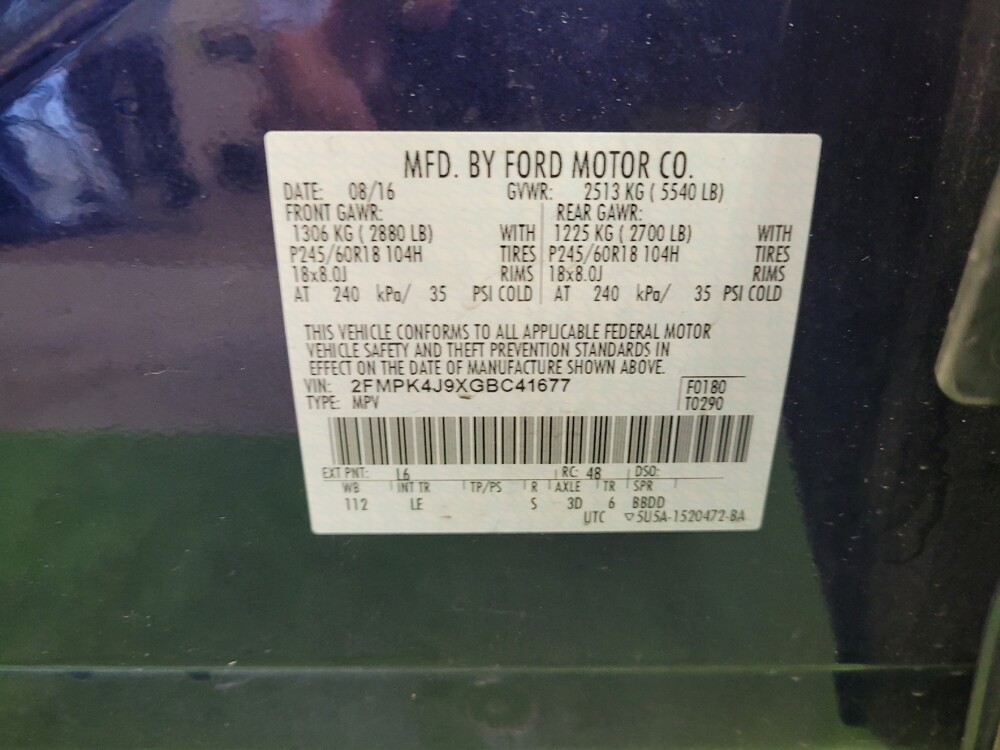 MFD. BY FORD MOTOR CO.
DATE: 08/16 GVWR: 2513 KG ( 5540 LB)
FRONT GAWR: REAR GAWR:
1306 KG ( 2880 LB) WITH 1225 KG ( 2700 LB) WITH
P245/60R18 104H TIRES P245/60R18 104H TIRES
18x8.0J RIMS 18x8.0J RIMS
AT 240 kPa/ 35 PSI COLD AT 240 kPa/ 35 PSI COLD
THIS VEHICLE CONFORMS TO ALL APPLICABLE FEDERAL MOTOR
VEHICLE SAFETY AND THEFT PREVENTION STANDARDS IN
EFFECT ON THE DATE OF MANUFACTURE SHOWN ABOVE.
VIN: 2FMPK4J9XGBC41677 F0180
TYPE: MPV T0290
EXT PNT: L6 RC: 48 DSO:
WB INT TR TP/PS R AXLE TR SPR
112 LE S 3D 6 BBDD
UTC ▽5U5A-1520472-BA